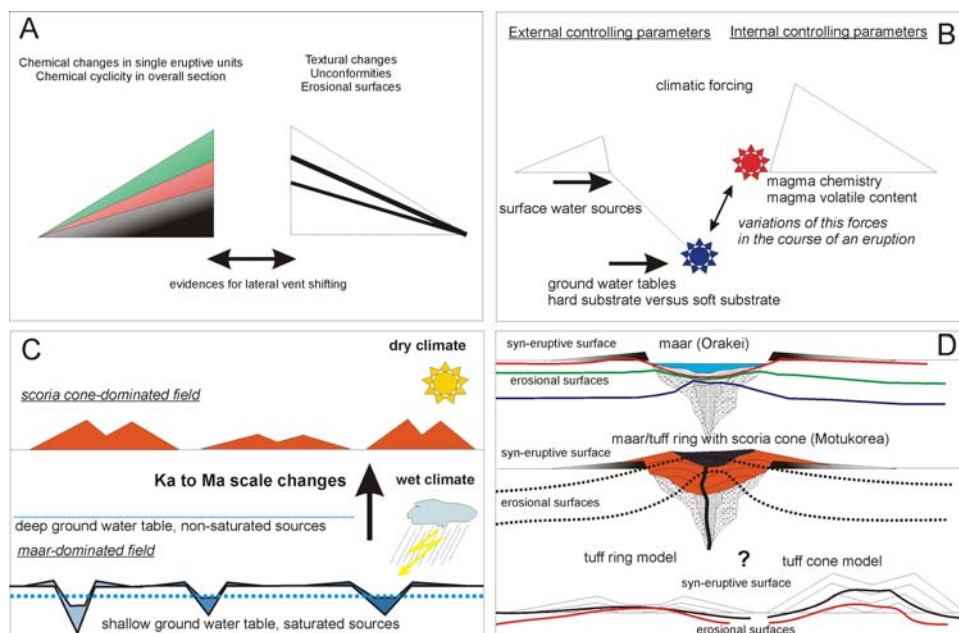 A
Chemical changes in single eruptive units
Chemical cyclicity in overall section
Textural changes
Unconformities
Erosional surfaces
evidences for lateral vent shifting
B
External controlling parameters
Internal controlling parameters
climatic forcing
surface water sources
magma chemistry
magma volatile content
variations of this forces
in the course of an eruption
ground water tables
hard substrate versus soft substrate
C
dry climate
scoria cone-dominated field
Ka to Ma scale changes
wet climate
deep ground water table, non-saturated sources
maar-dominated field
shallow ground water table, saturated sources
D
syn-eruptive surface
maar (Orakei)
erosional surfaces
maar/tuff ring with scoria cone (Motukorea)
syn-eruptive surface
erosional surfaces
tuff ring model
?
tuff cone model
syn-eruptive surface
erosional surfaces